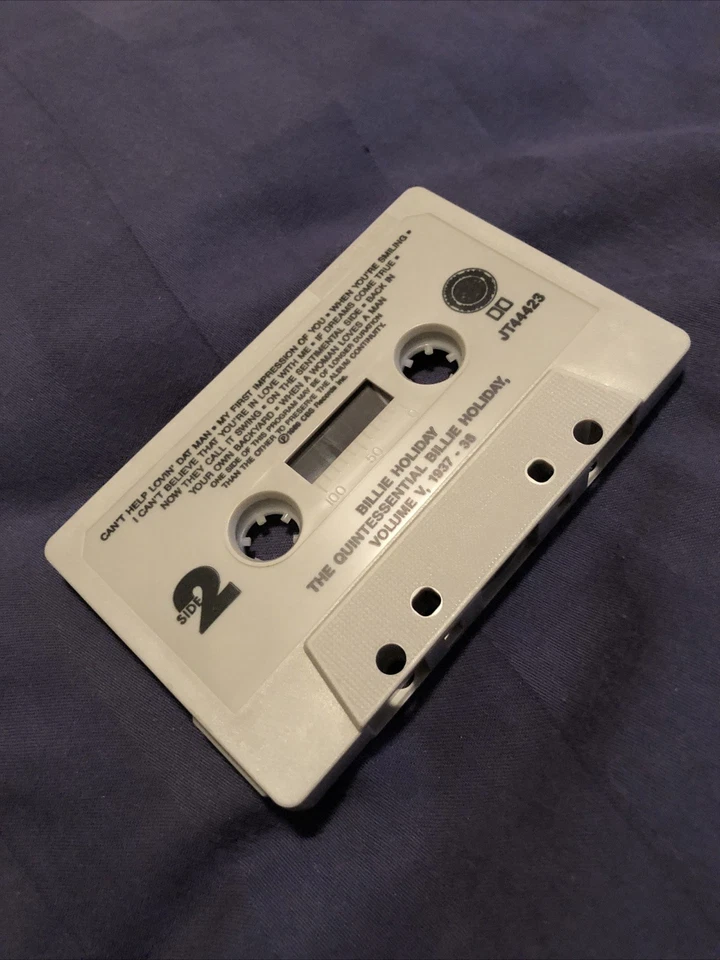 CAN'T HELP LOVIN' DAT MAN • MY FIRST IMPRESSION OF YOU • WHEN YOU'RE SMILING •
I CAN'T BELIEVE THAT YOU'RE IN LOVE WITH ME • IF DREAMS COME TRUE •
NOW THEY CALL IT SWING • ON THE SENTIMENTAL SIDE • BACK IN
YOUR OWN BACKYARD • WHEN A WOMAN LOVES A MAN
ONE SIDE OF THIS PROGRAM MAY BE OF LONGER DURATION
THAN THE OTHER TO PRESERVE THE ALBUM CONTINUITY.
CBS Records Inc.
JT44423
SIDE 2
100 50
BILLIE HOLIDAY
THE QUINTESSENTIAL BILLIE HOLIDAY,
VOLUME V, 1937 - 38